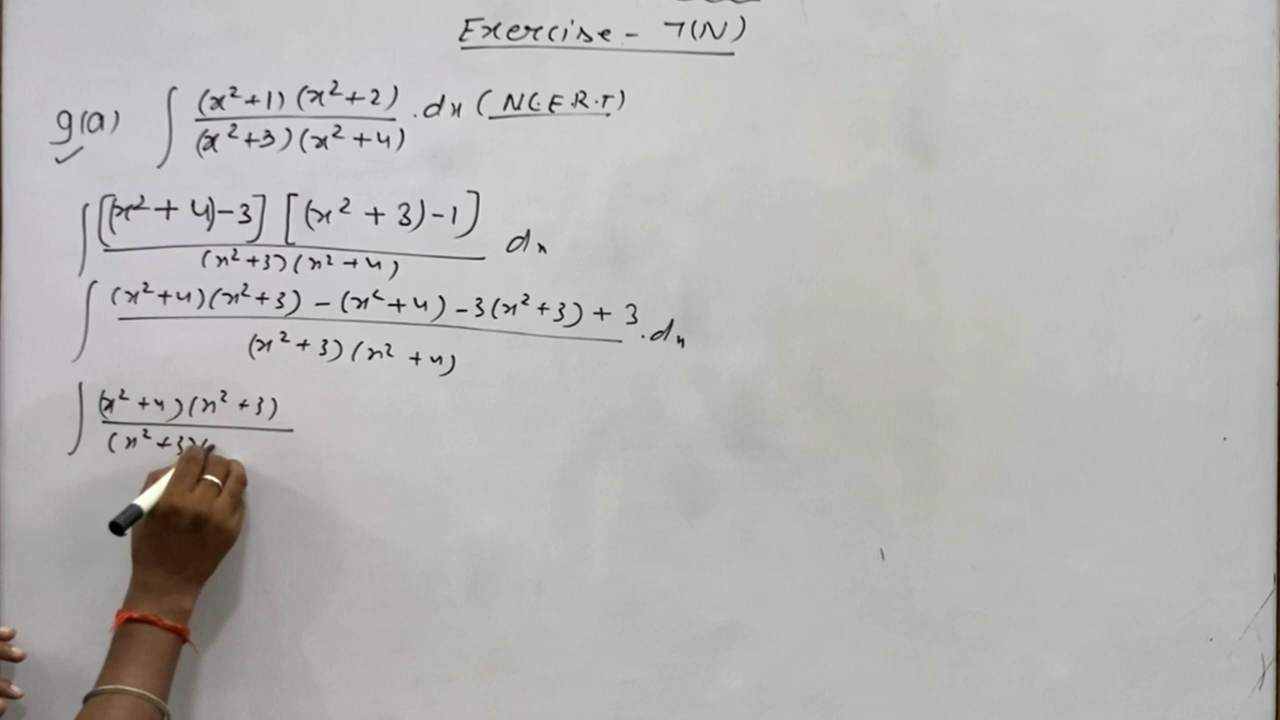 Exercise - 7(N)
9(a) ∫ (x²+1)(x²+2) / (x²+3)(x²+4) .dx (N.C.E.R.T)
∫ [(x²+4)-3] [(x²+3)-1] / (x²+3)(x²+4) dx
∫ (x²+4)(x²+3) - (x²+4) - 3(x²+3) + 3 / (x²+3)(x²+4) .dx
∫ (x²+4)(x²+3) / (x²+3)(